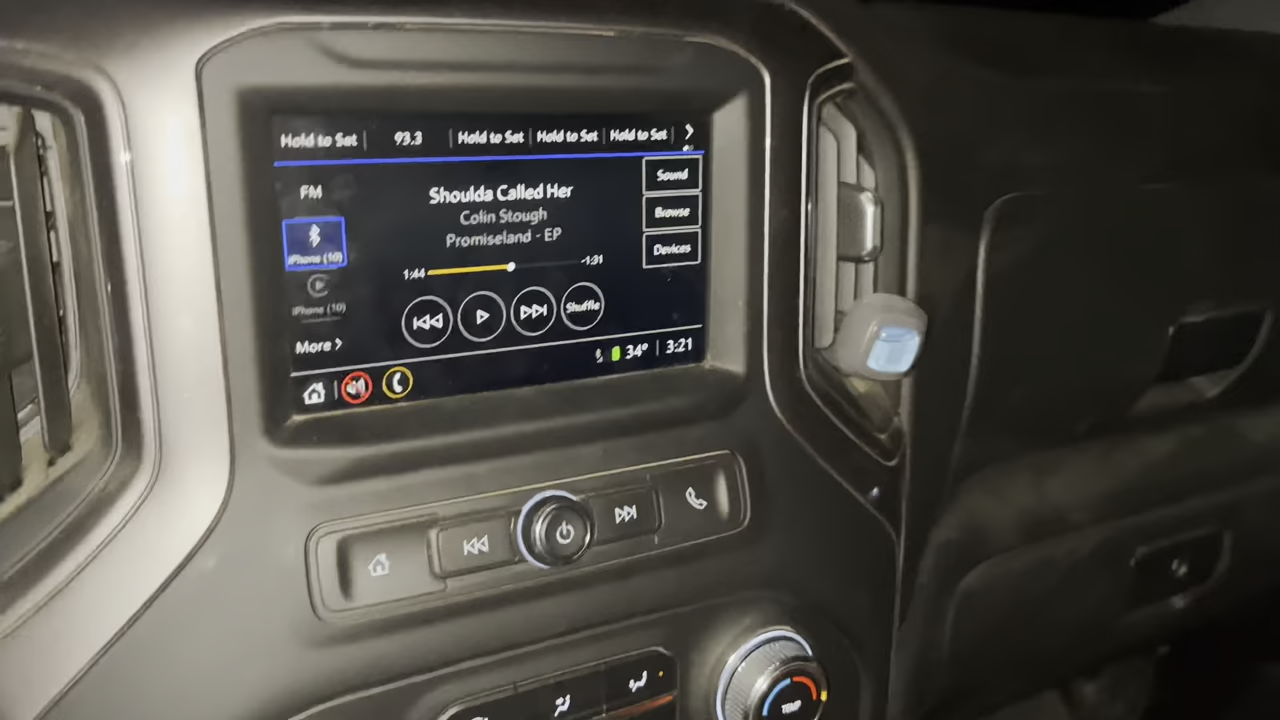 Hold to Set 93.3 Hold to Set Hold to Set Hold to Set
FM
Shoulda Called Her
Colin Stough
Promiseland - EP
Sound
Browse
Devices
iPhone (10)
1:44 -1:31
iPhone (10)
Shuffle
More
34° 3:21
TEMP